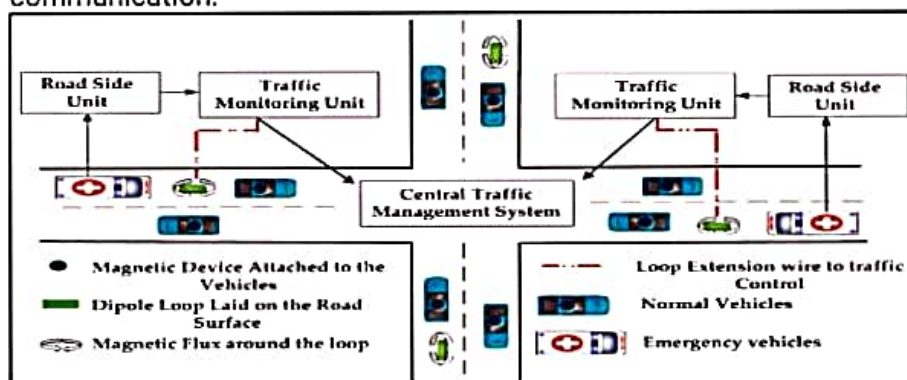 communication.
Road Side
Unit
Traffic
Monitoring Unit
Traffic
Monitoring Unit
Road Side
Unit
Central Traffic
Management System
Magnetic Device Attached to the
Vehicles
Dipole Loop Laid on the Road
Surface
Magnetic Flux around the loop
Loop Extension wire to traffic
Control
Normal Vehicles
Emergency vehicles